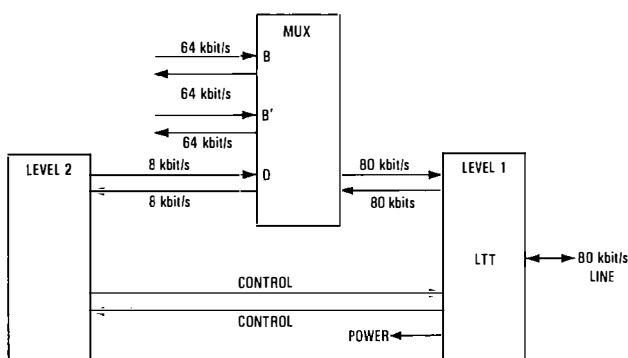 MUX
64 kbit/s
B
64 kbit/s
B'
64 kbit/s
LEVEL 2
8 kbit/s
D
80 kbit/s
LEVEL 1
8 kbit/s
80 kbits
LTT
80 kbit/s
LINE
CONTROL
CONTROL
POWER